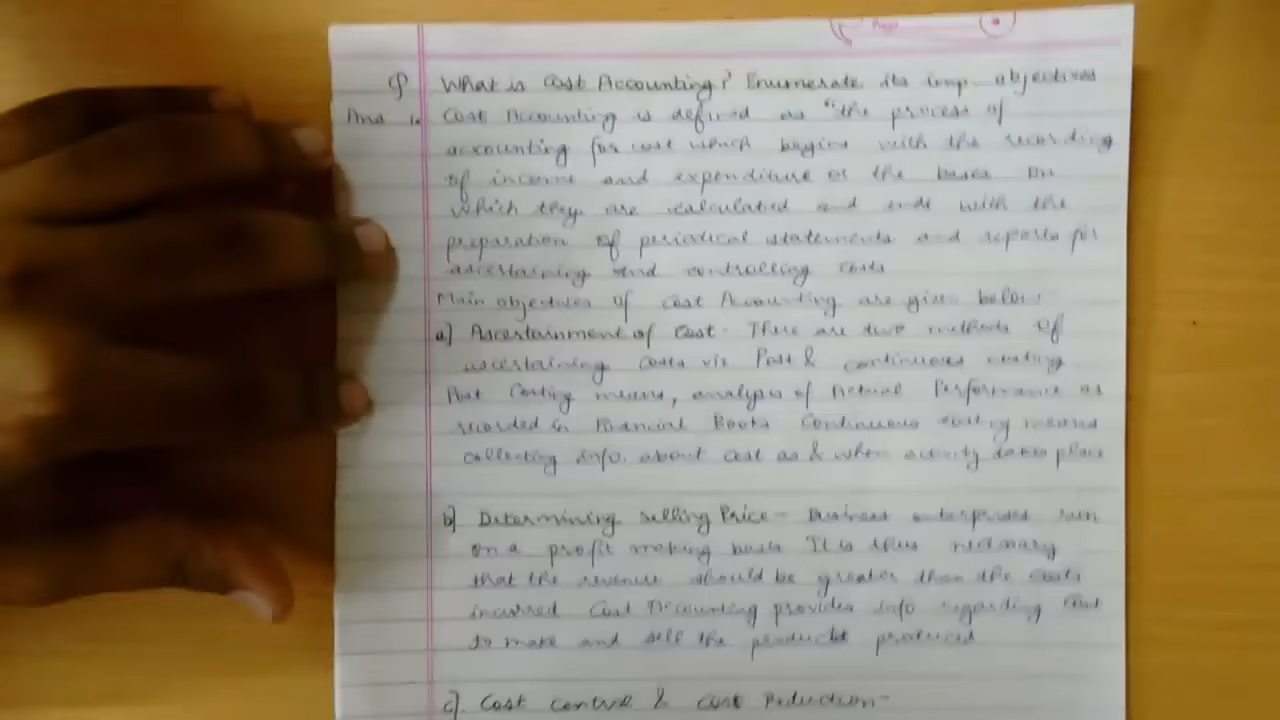 Page
Q What is Cost Accounting? Enumerate its imp. objectives
Ans 1. Cost Accounting is defined as "the process of
accounting for cost which begins with the recording
of income and expenditure or the bases on
which they are calculated and ends with the
preparation of periodical statements and reports for
ascertaining and controlling costs
Main objectives of cost Accounting are given below:
a] Ascertainment of Cost - There are two methods of
ascertaining costs viz Post & continuous costing
Post Costing means, analysis of Actual Performance as
recorded in Financial Books Continuous costing means
collecting info. about cost as & when activity takes place
b] Determining selling Price - Business enterprises run
on a profit making basis It is thus necessary
that the revenue should be greater than the costs
incurred Cost Accounting provides info regarding cost
to make and sell the products produced
c]. Cost control & Cost Reduction -